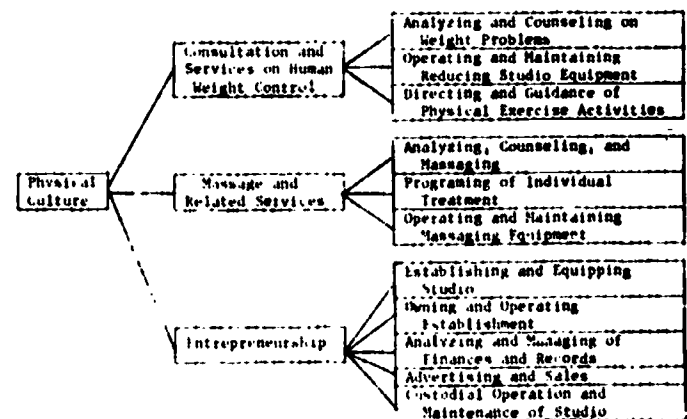 Physical
Culture
Consultation and
Services on Human
Weight Control
Analyzing and Counseling on
Weight Problems
Operating and Maintaining
Reducing Studio Equipment
Directing and Guidance of
Physical Exercise Activities
Massage and
Related Services
Analyzing, Counseling, and
Massaging
Programing of Individual
Treatment
Operating and Maintaining
Massaging Equipment
Entrepreneurship
Establishing and Equipping
Studio
Owning and Operating
Establishment
Analyzing and Managing of
Finances and Records
Advertising and Sales
Custodial Operation and
Maintenance of Studio